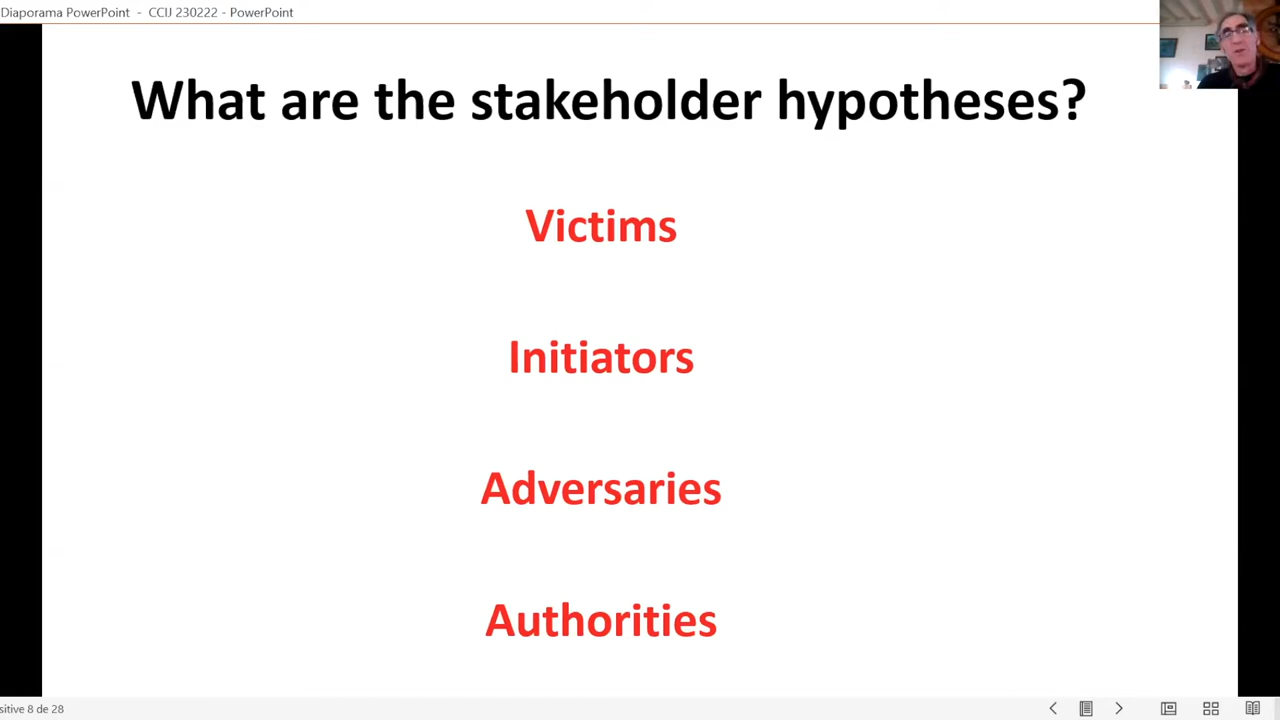 Diaporama PowerPoint - CCIJ 230222 - PowerPoint
What are the stakeholder hypotheses?
Victims
Initiators
Adversaries
Authorities
sitive 8 de 28